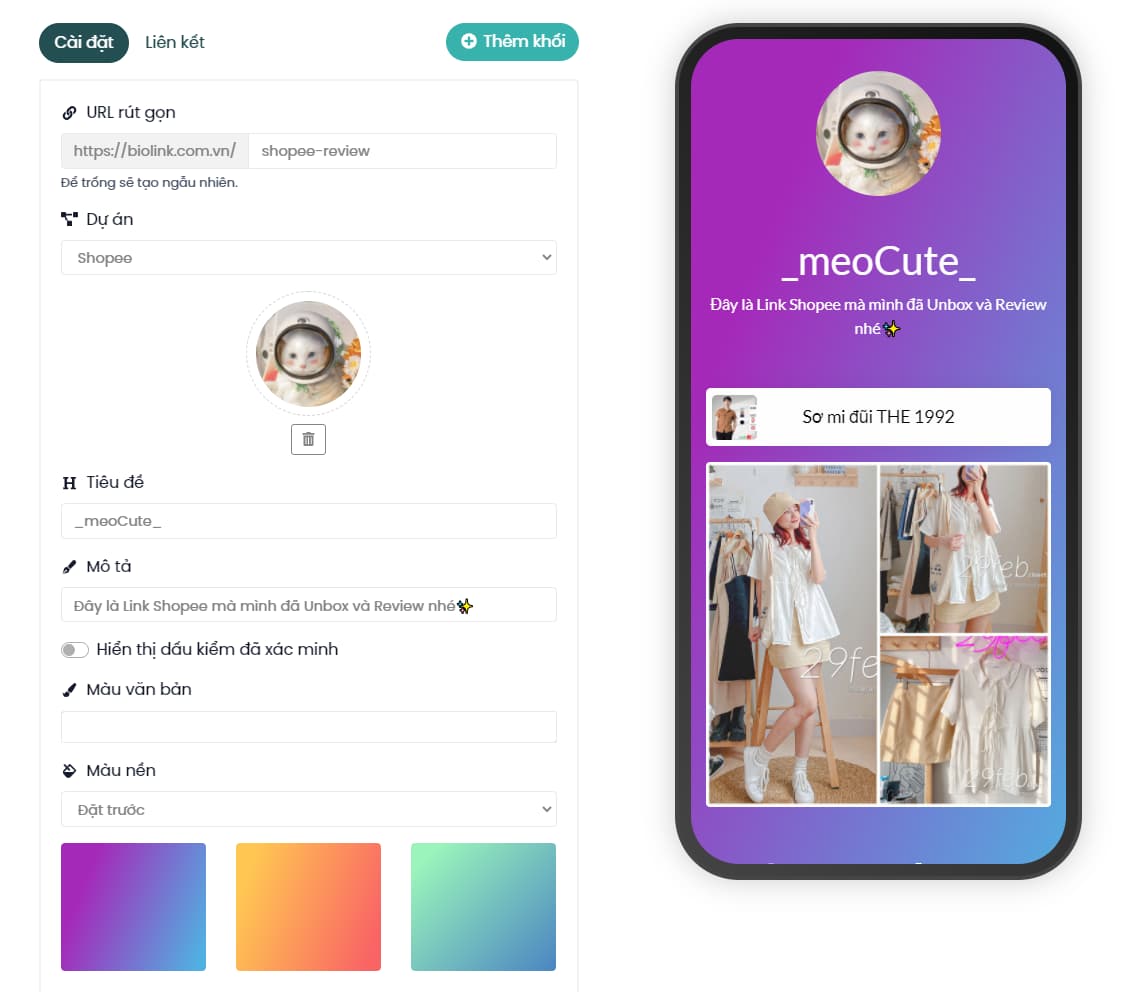 Cài đặt
Liên kết
Thêm khối
URL rút gọn
https://biolink.com.vn/
shopee-review
Để trống sẽ tạo ngẫu nhiên.
Dự án
Shopee
H Tiêu đề
_meoCute_
Mô tả
Đây là Link Shopee mà mình đã Unbox và Review nhé✨
Hiển thị dấu kiểm đã xác minh
Màu văn bản
Màu nền
Đặt trước
_meoCute_
Đây là Link Shopee mà mình đã Unbox và Review
nhé✨
Sơ mi đũi THE 1992
29feb
29fe
29feb